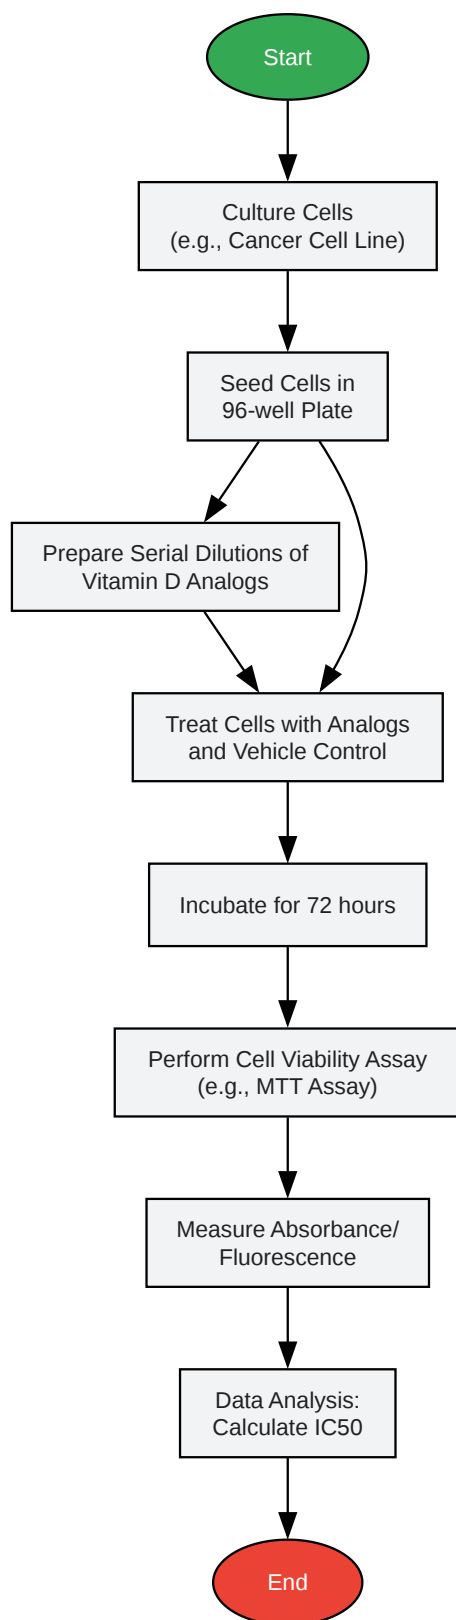 Start
Culture Cells
(e.g., Cancer Cell Line)
Seed Cells in
96-well Plate
Prepare Serial Dilutions of
Vitamin D Analogs
Treat Cells with Analogs
and Vehicle Control
Incubate for 72 hours
Perform Cell Viability Assay
(e.g., MTT Assay)
Measure Absorbance/
Fluorescence
Data Analysis:
Calculate IC50
End